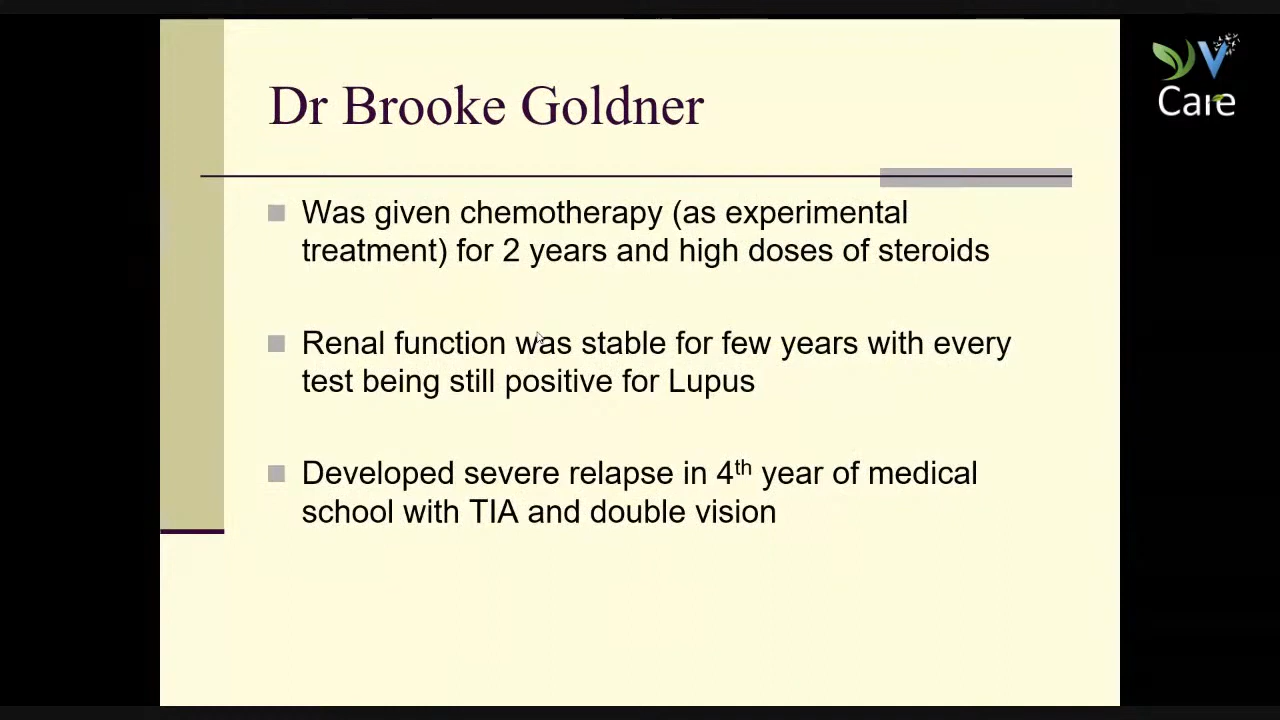 Dr Brooke Goldner
V
Care
Was given chemotherapy (as experimental
treatment) for 2 years and high doses of steroids
Renal function was stable for few years with every
test being still positive for Lupus
Developed severe relapse in 4th year of medical
school with TIA and double vision